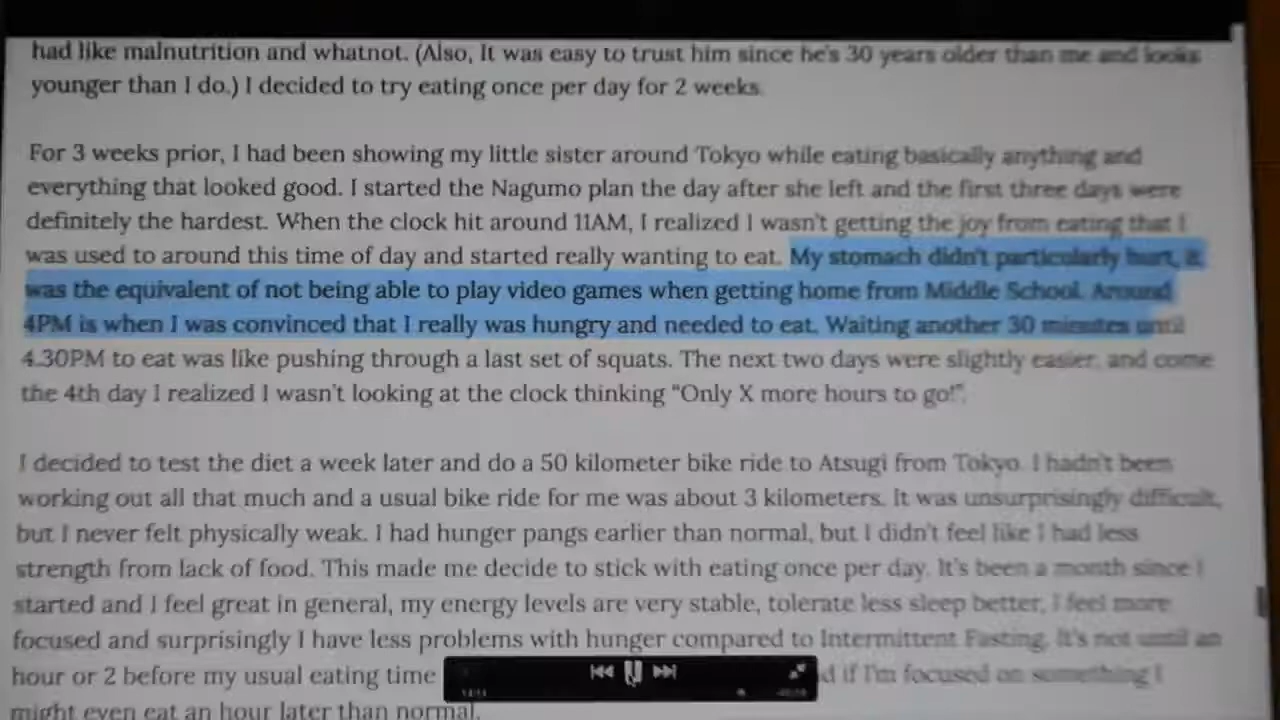 had like malnutrition and whatnot. (Also, It was easy to trust him since he's 30 years older than me and looks
younger than I do.) I decided to try eating once per day for 2 weeks.
For 3 weeks prior, I had been showing my little sister around Tokyo while eating basically anything and
everything that looked good. I started the Nagumo plan the day after she left and the first three days were
definitely the hardest. When the clock hit around 11AM, I realized I wasn't getting the joy from eating that I
was used to around this time of day and started really wanting to eat. My stomach didn't particularly hurt, it
was the equivalent of not being able to play video games when getting home from Middle School. Around
4PM is when I was convinced that I really was hungry and needed to eat. Waiting another 30 minutes until
4.30PM to eat was like pushing through a last set of squats. The next two days were slightly easier, and come
the 4th day I realized I wasn't looking at the clock thinking "Only X more hours to go!".
I decided to test the diet a week later and do a 50 kilometer bike ride to Atsugi from Tokyo. I hadn't been
working out all that much and a usual bike ride for me was about 3 kilometers. It was unsurprisingly difficult,
but I never felt physically weak. I had hunger pangs earlier than normal, but I didn't feel like I had less
strength from lack of food. This made me decide to stick with eating once per day. It's been a month since I
started and I feel great in general, my energy levels are very stable, tolerate less sleep better, I feel more
focused and surprisingly I have less problems with hunger compared to Intermittent Fasting. It's not until an
hour or 2 before my usual eating time d if I'm focused on something I
might even eat an hour later than normal.